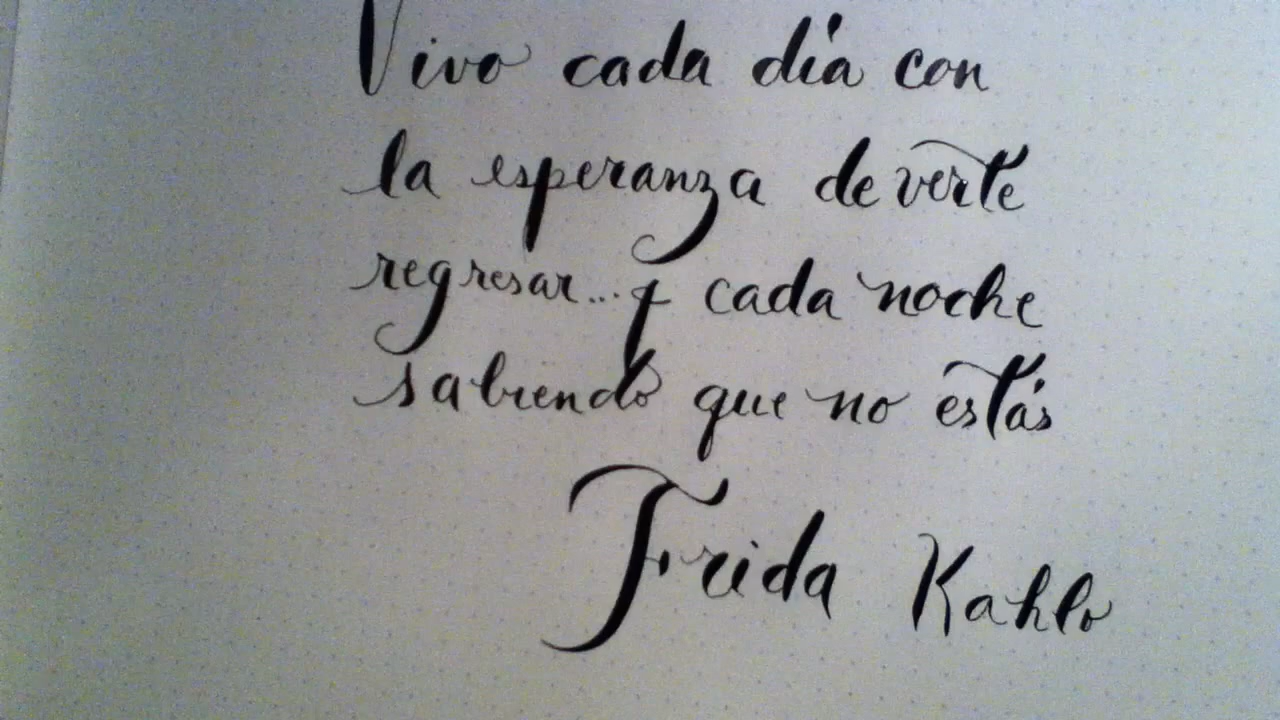 Vivo cada día con
la esperanza de verte
regresar... y cada noche
sabiendo que no estás
Frida Kahlo